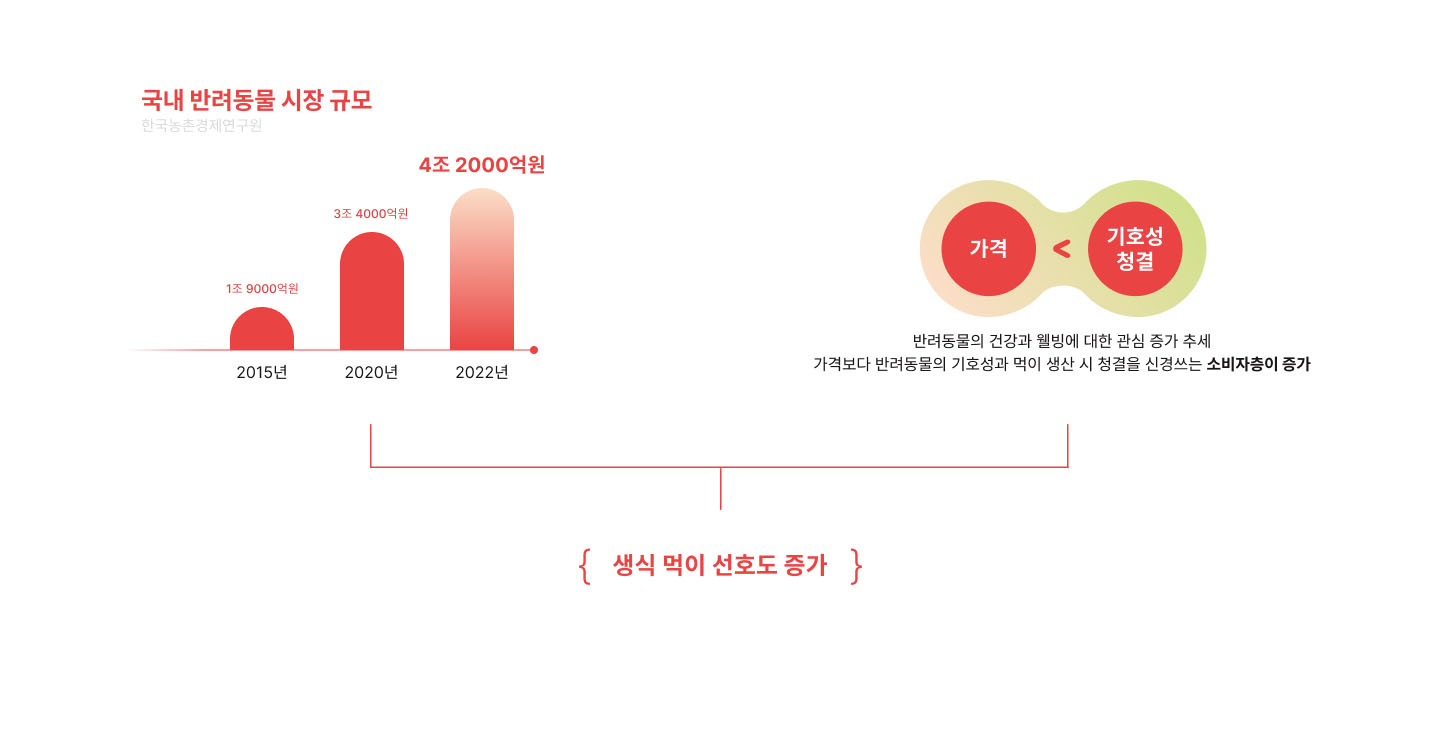 국내 반려동물 시장 규모
한국농촌경제연구원
4조 2000억원
3조 4000억원
1조 9000억원
2015년
2020년
2022년
가격
<
기호성
청결
반려동물의 건강과 웰빙에 대한 관심 증가 추세
가격보다 반려동물의 기호성과 먹이 생산 시 청결을 신경쓰는 소비자층이 증가
{ 생식 먹이 선호도 증가 }